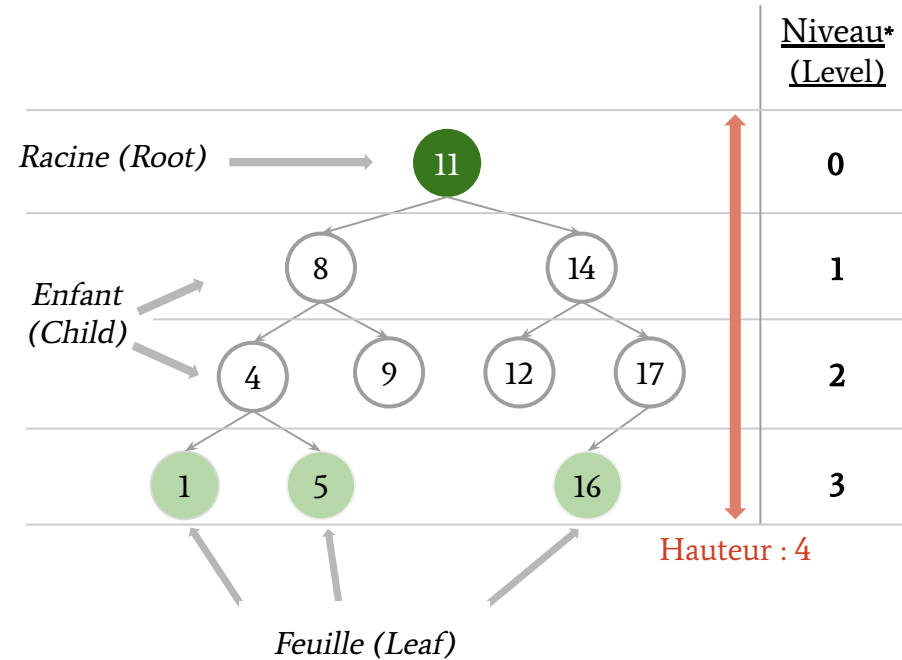 Niveau*
(Level)
Racine (Root)
11
0
8
14
1
Enfant
(Child)
4
9
12
17
2
1
5
16
3
Hauteur : 4
Feuille (Leaf)